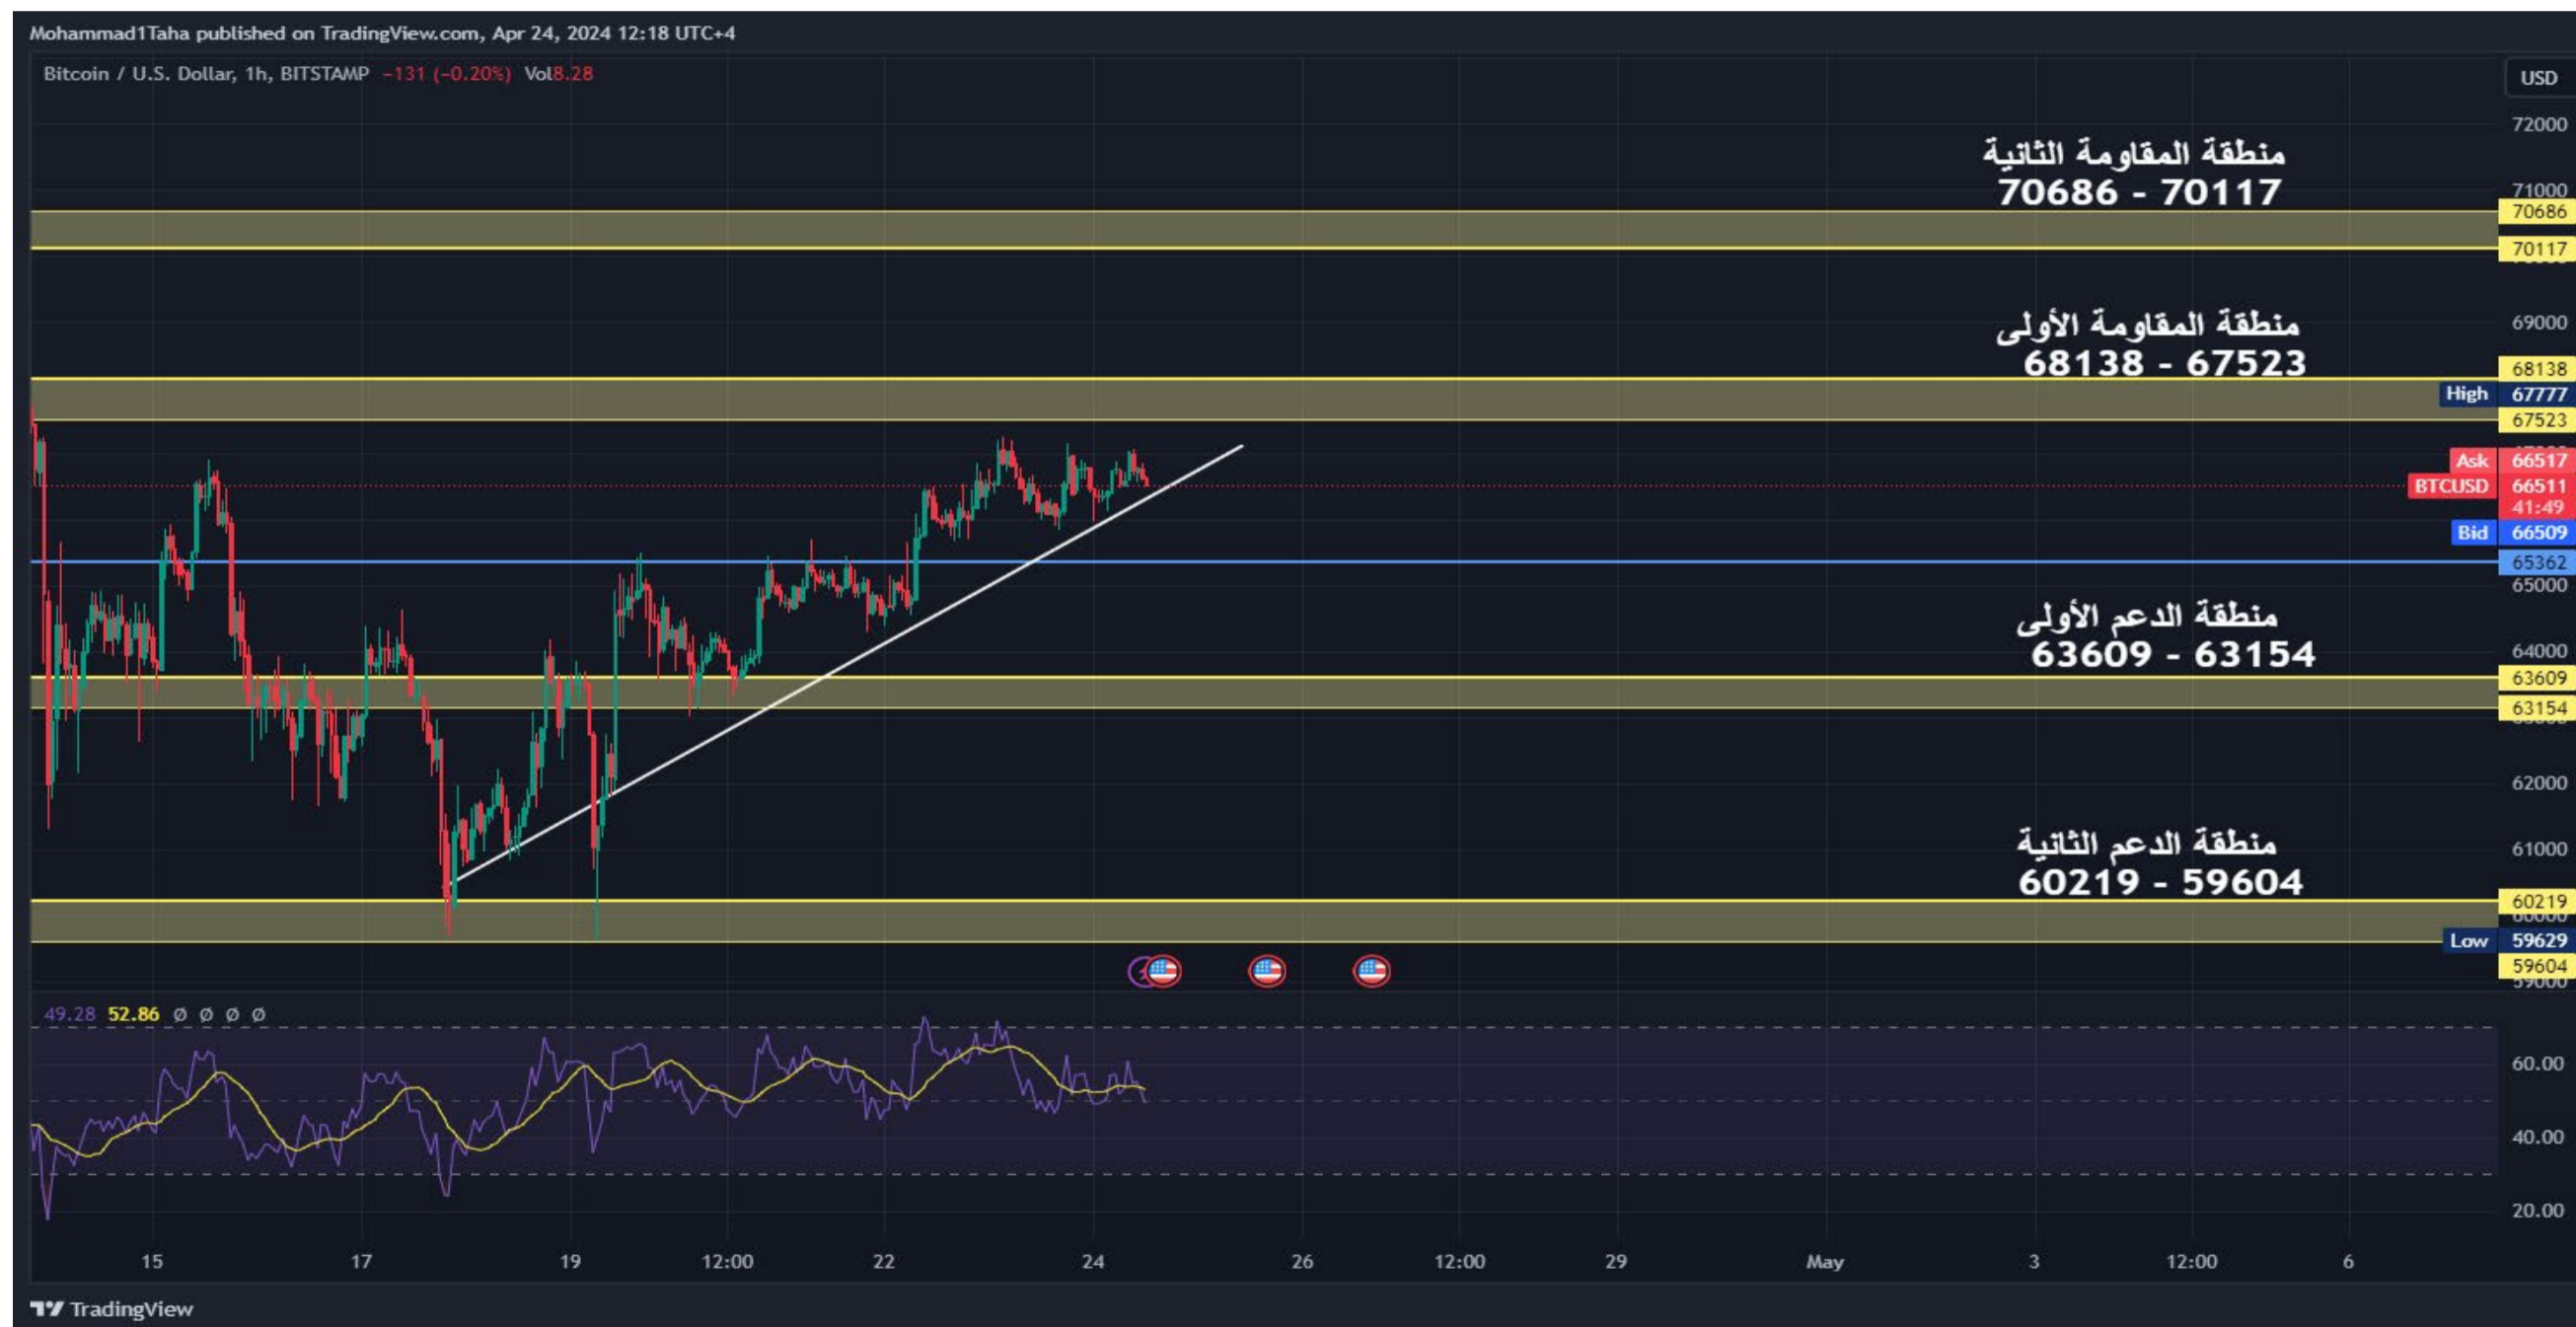 Mohammad1Taha published on TradingView.com, Apr 24, 2024 12:18 UTC+4
Bitcoin / U.S. Dollar, 1h, BITSTAMP −131 (−0.20%) Vol8.28
USD
72000
منطقة المقاومة الثانية
70686 - 70117
71000
70686
70117
منطقة المقاومة الأولى
68138 - 67523
69000
68138
High 67777
67523
Ask 66517
BTCUSD 66511
41:49
Bid 66509
65362
65000
منطقة الدعم الأولى
63609 - 63154
64000
63609
63154
62000
منطقة الدعم الثانية
60219 - 59604
61000
60219
Low 59629
59604
59000
49.28 52.86 Ø Ø Ø Ø
60.00
40.00
20.00
15 17 19 12:00 22 24 26 12:00 29 May 3 12:00 6
TradingView